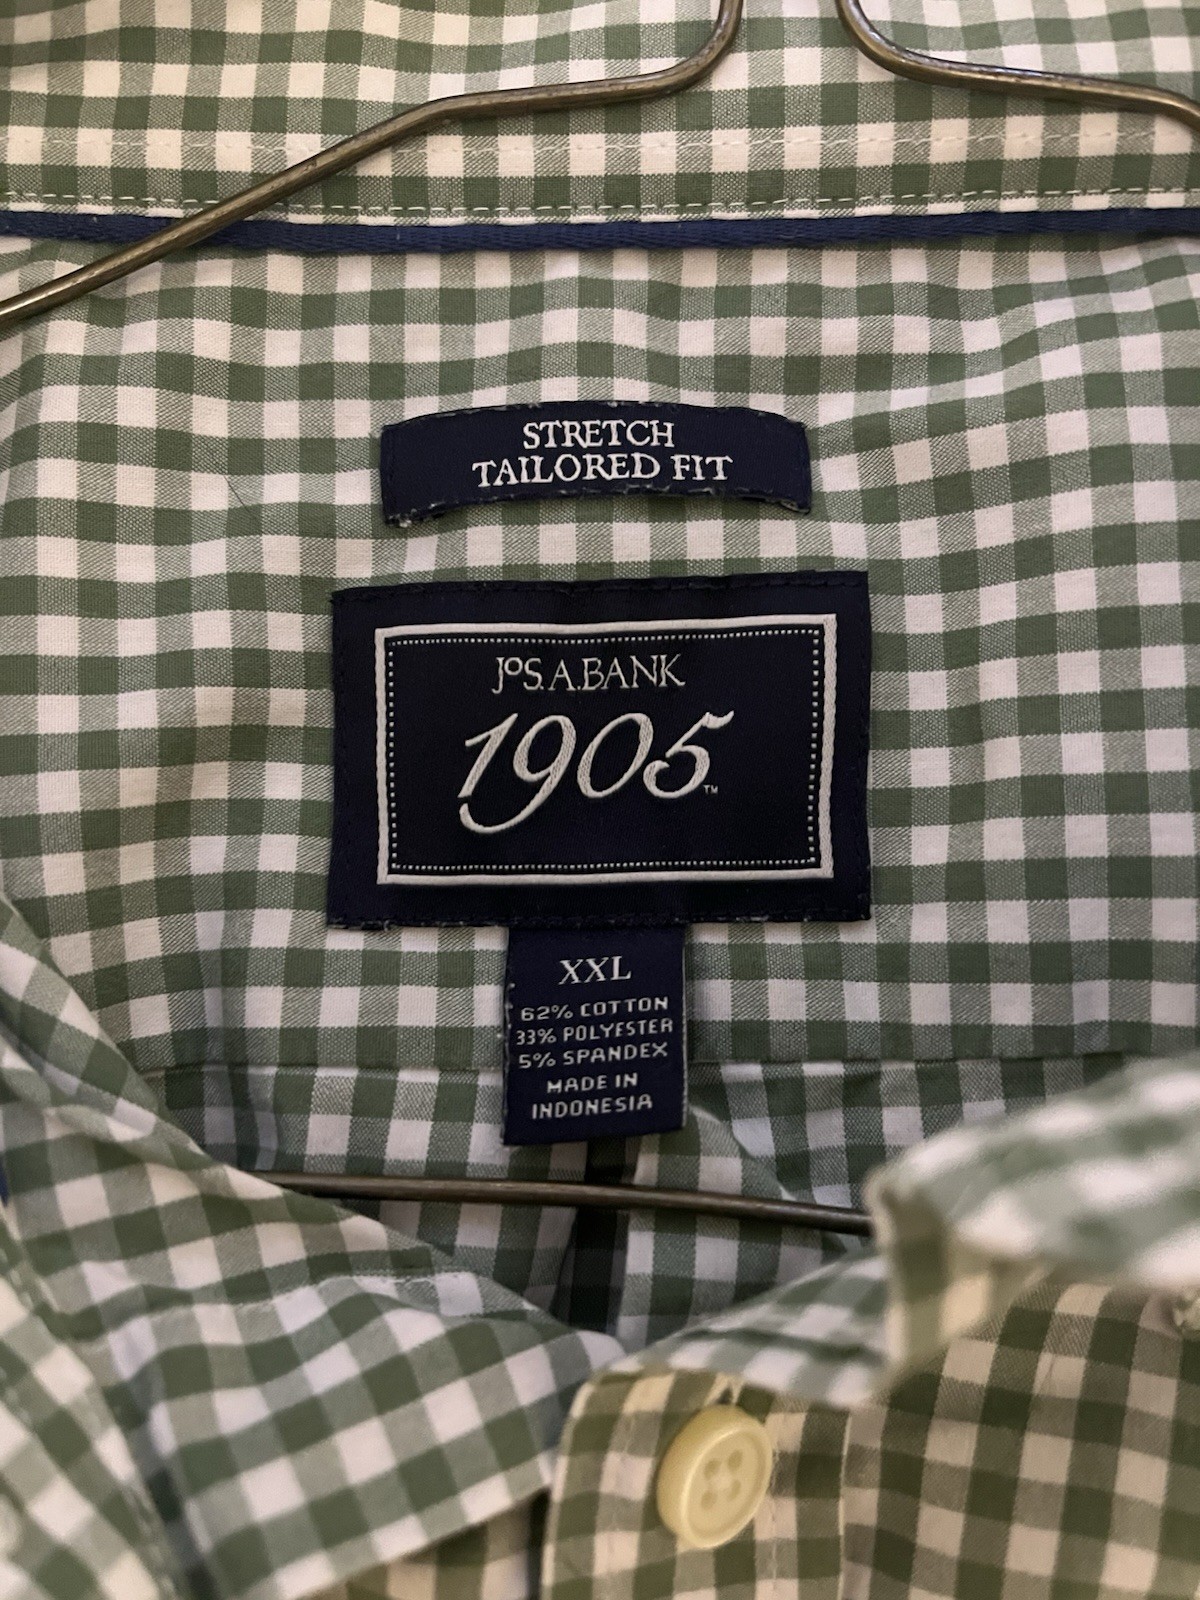 STRETCH
TAILORED FIT
JOS.A.BANK
1905™
XXL
62% COTTON
33% POLYESTER
5% SPANDEX
MADE IN
INDONESIA